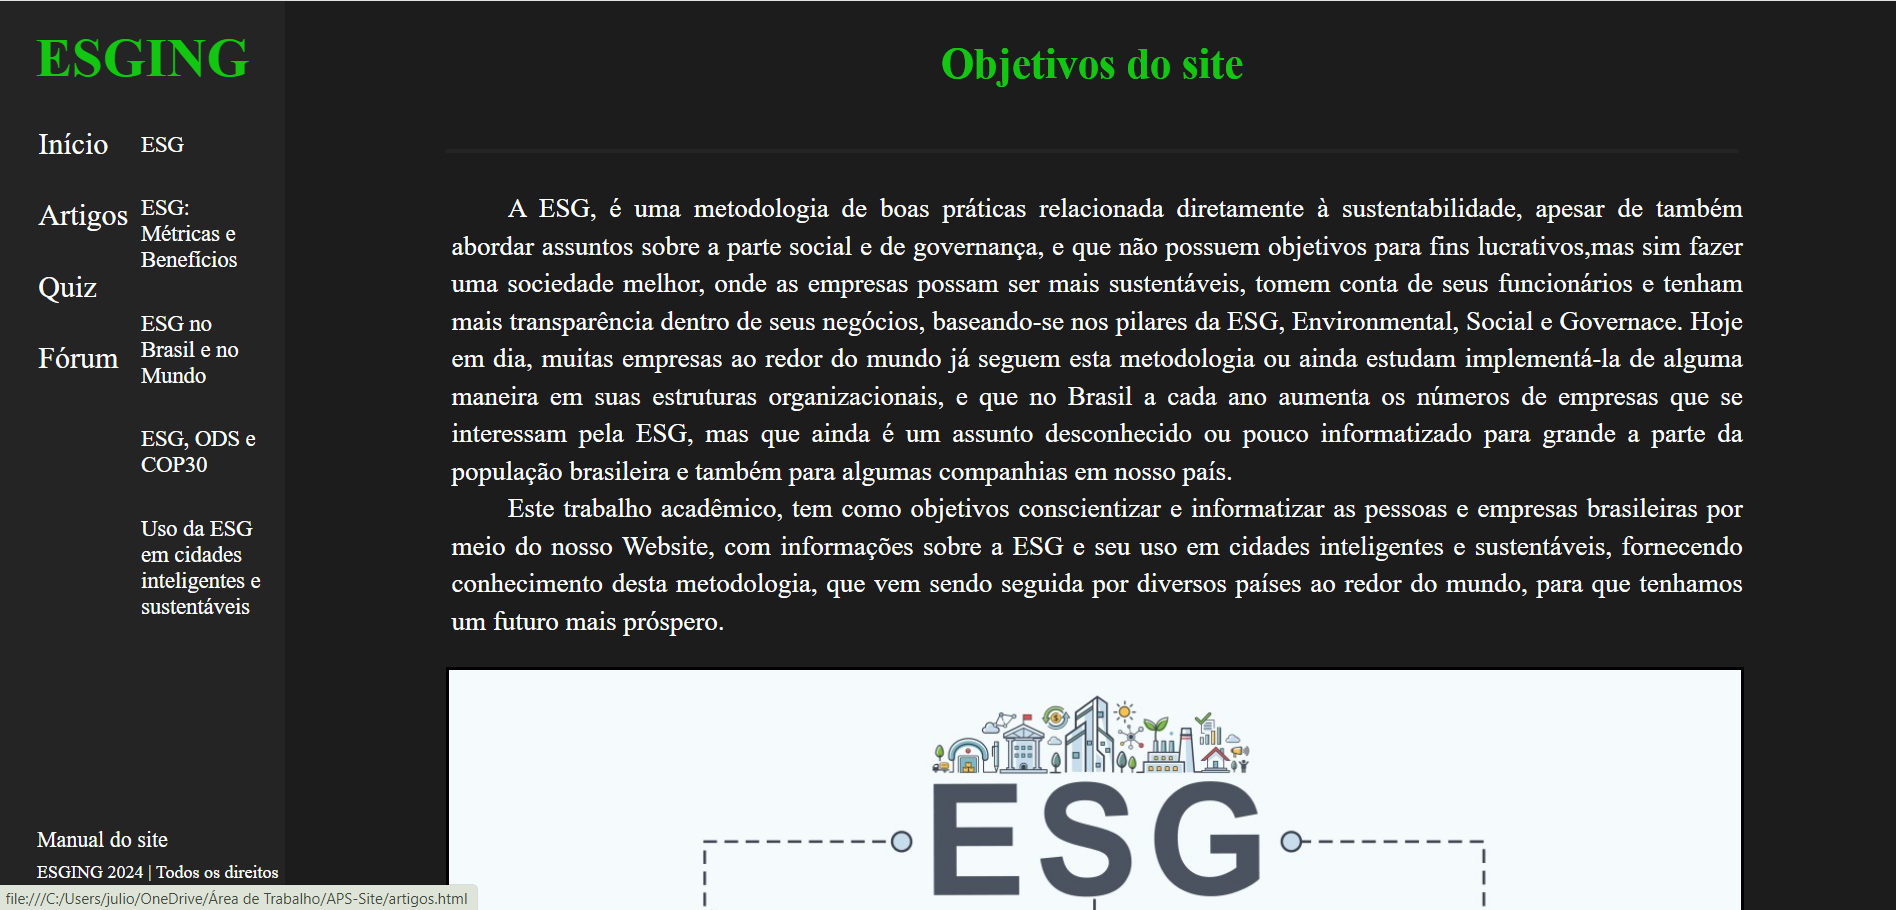 ESGING
Início
Artigos
Quiz
Fórum
ESG
ESG:
Métricas e
Benefícios
ESG no
Brasil e no
Mundo
ESG, ODS e
COP30
Uso da ESG
em cidades
inteligentes e
sustentáveis
Manual do site
ESGING 2024 | Todos os direitos
Objetivos do site
A ESG, é uma metodologia de boas práticas relacionada diretamente à sustentabilidade, apesar de também
abordar assuntos sobre a parte social e de governança, e que não possuem objetivos para fins lucrativos,mas sim fazer
uma sociedade melhor, onde as empresas possam ser mais sustentáveis, tomem conta de seus funcionários e tenham
mais transparência dentro de seus negócios, baseando-se nos pilares da ESG, Environmental, Social e Governace. Hoje
em dia, muitas empresas ao redor do mundo já seguem esta metodologia ou ainda estudam implementá-la de alguma
maneira em suas estruturas organizacionais, e que no Brasil a cada ano aumenta os números de empresas que se
interessam pela ESG, mas que ainda é um assunto desconhecido ou pouco informatizado para grande a parte da
população brasileira e também para algumas companhias em nosso país.
Este trabalho acadêmico, tem como objetivos conscientizar e informatizar as pessoas e empresas brasileiras por
meio do nosso Website, com informações sobre a ESG e seu uso em cidades inteligentes e sustentáveis, fornecendo
conhecimento desta metodologia, que vem sendo seguida por diversos países ao redor do mundo, para que tenhamos
um futuro mais próspero.
ESG
file:///C:/Users/julio/OneDrive/Área de Trabalho/APS-Site/artigos.html